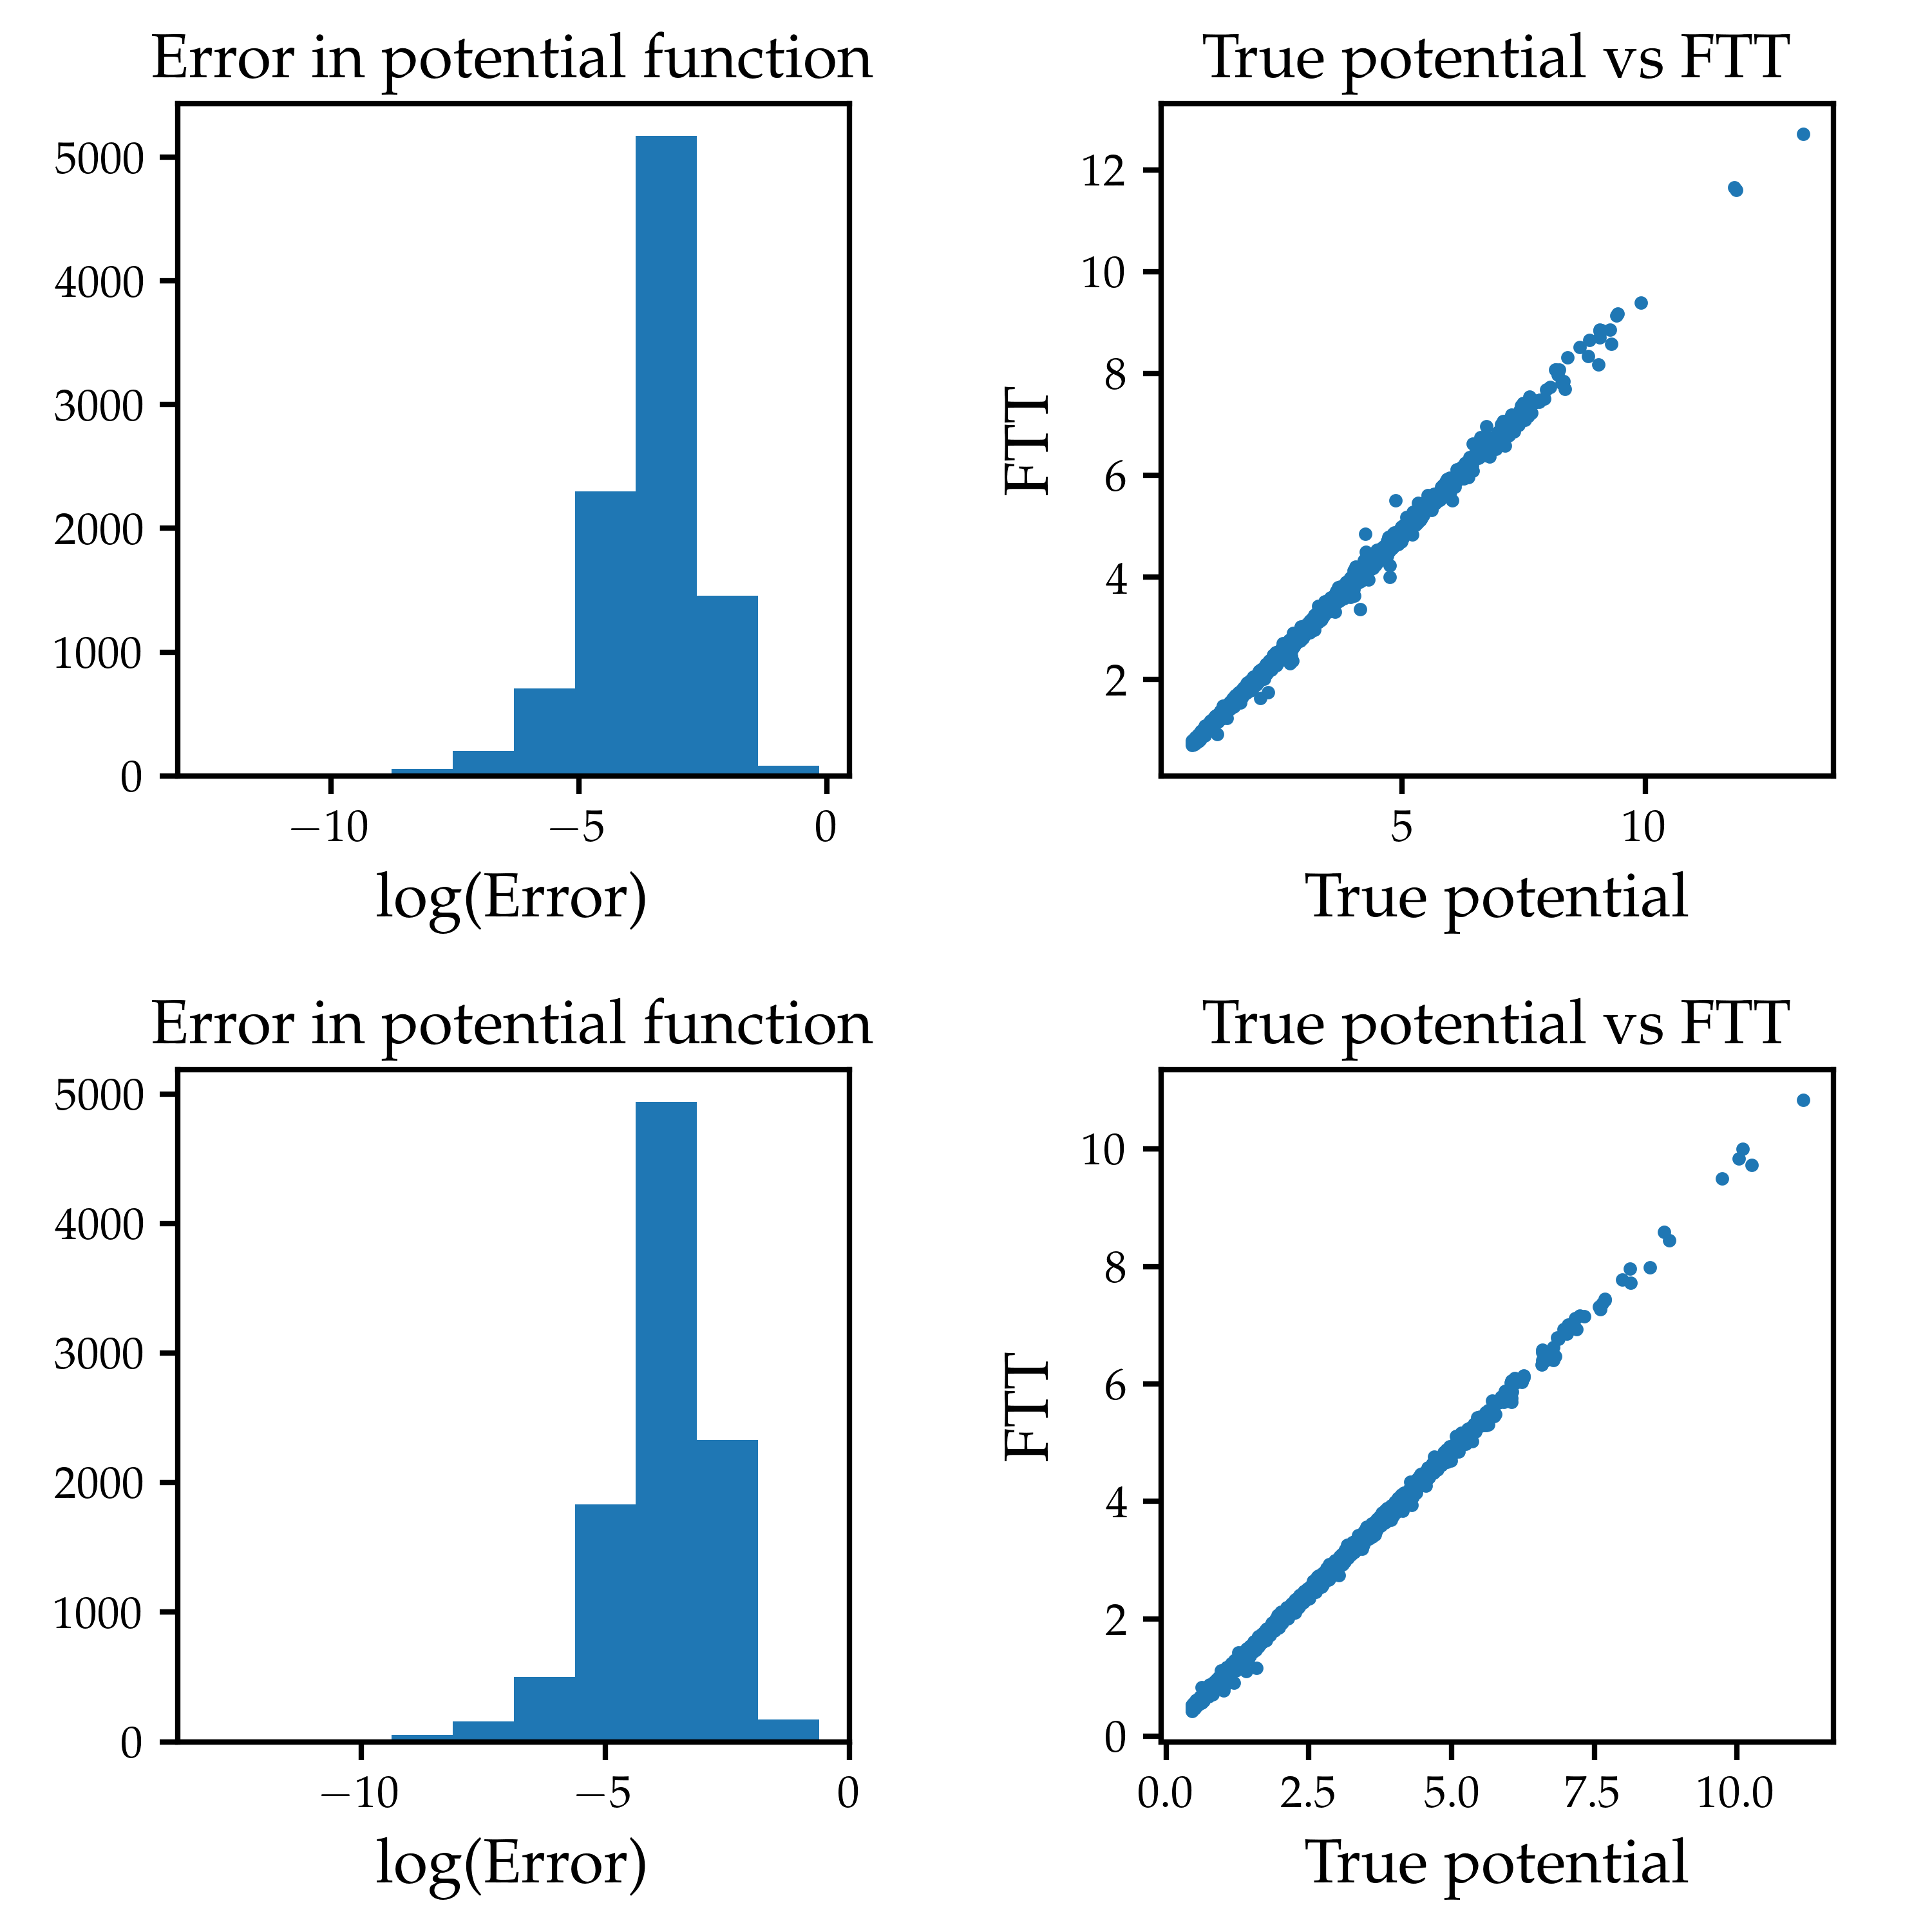 Error in potential function
5000
4000
3000
2000
1000
0
−10 −5 0
log(Error)
True potential vs FTT
FTT
12
10
8
6
4
2
5 10
True potential
Error in potential function
5000
4000
3000
2000
1000
0
−10 −5 0
log(Error)
True potential vs FTT
FTT
10
8
6
4
2
0
0.0 2.5 5.0 7.5 10.0
True potential